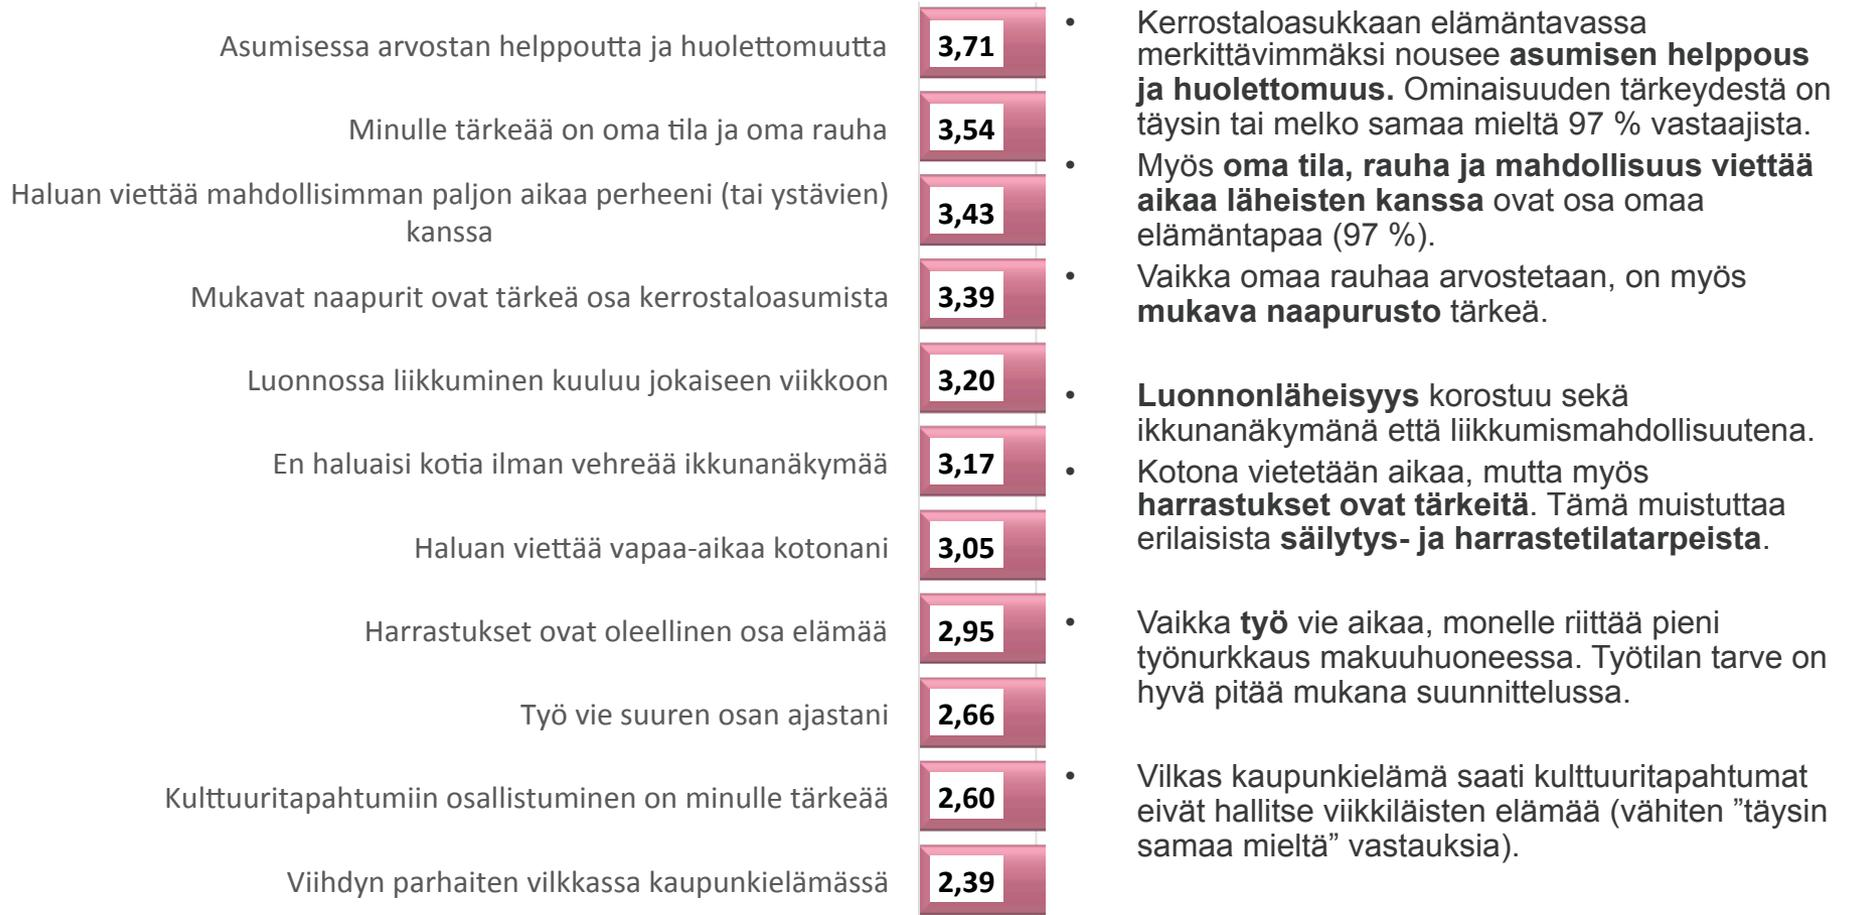 Asumisessa arvostan helppoutta ja huolettomuutta
3,71
Minulle tärkeää on oma tila ja oma rauha
3,54
Haluan viettää mahdollisimman paljon aikaa perheeni (tai ystävien)
kanssa
3,43
Mukavat naapurit ovat tärkeä osa kerrostaloasumista
3,39
Luonnossa liikkuminen kuuluu jokaiseen viikkoon
3,20
En haluaisi kotia ilman vehreää ikkunanäkymää
3,17
Haluan viettää vapaa-aikaa kotonani
3,05
Harrastukset ovat oleellinen osa elämää
2,95
Työ vie suuren osan ajastani
2,66
Kulttuuritapahtumiin osallistuminen on minulle tärkeää
2,60
Viihdyn parhaiten vilkkassa kaupunkielämässä
2,39
• Kerrostaloasukkaan elämäntavassa
merkittävimmäksi nousee asumisen helppous
ja huolettomuus. Ominaisuuden tärkeydestä on
täysin tai melko samaa mieltä 97 % vastaajista.
• Myös oma tila, rauha ja mahdollisuus viettää
aikaa läheisten kanssa ovat osa omaa
elämäntapaa (97 %).
• Vaikka omaa rauhaa arvostetaan, on myös
mukava naapurusto tärkeä.
• Luonnonläheisyys korostuu sekä
ikkunanäkymänä että liikkumismahdollisuutena.
• Kotona vietetään aikaa, mutta myös
harrastukset ovat tärkeitä. Tämä muistuttaa
erilaisista säilytys- ja harrastetilatarpeista.
• Vaikka työ vie aikaa, monelle riittää pieni
työnurkkaus makuuhuoneessa. Työtilan tarve on
hyvä pitää mukana suunnittelussa.
• Vilkas kaupunkielämä saati kulttuuritapahtumat
eivät hallitse viikkiläisten elämää (vähiten ”täysin
samaa mieltä” vastauksia).